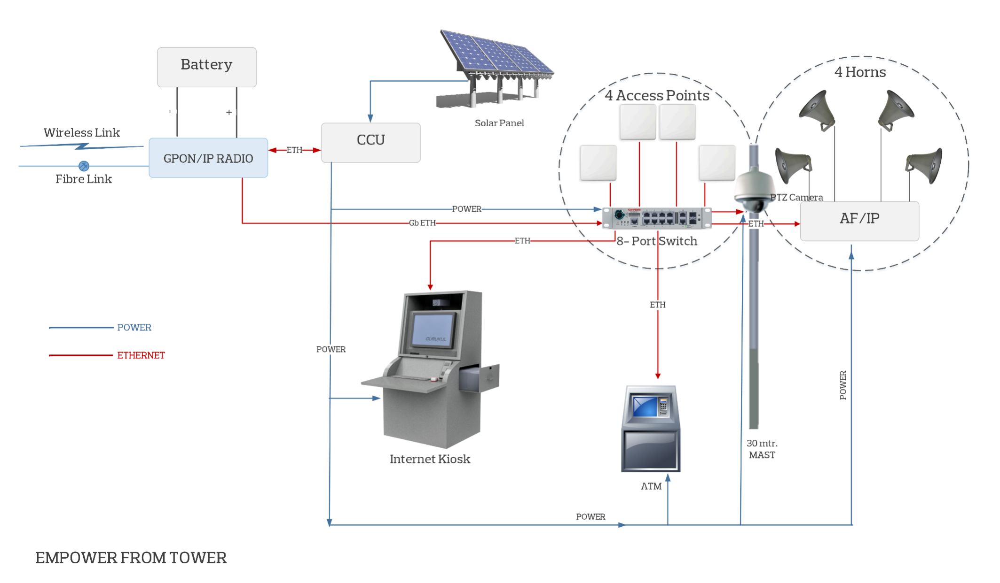 Battery
- +
Wireless Link
GPON/IP RADIO
Fibre Link
ETH
CCU
Solar Panel
4 Access Points
4 Horns
PTZ Camera
AF/IP
POWER
Gb ETH
ETH
ETH
8- Port Switch
ETH
POWER
ETHERNET
GURUKUL
POWER
POWER
Internet Kiosk
30 mtr.
MAST
ATM
POWER
EMPOWER FROM TOWER